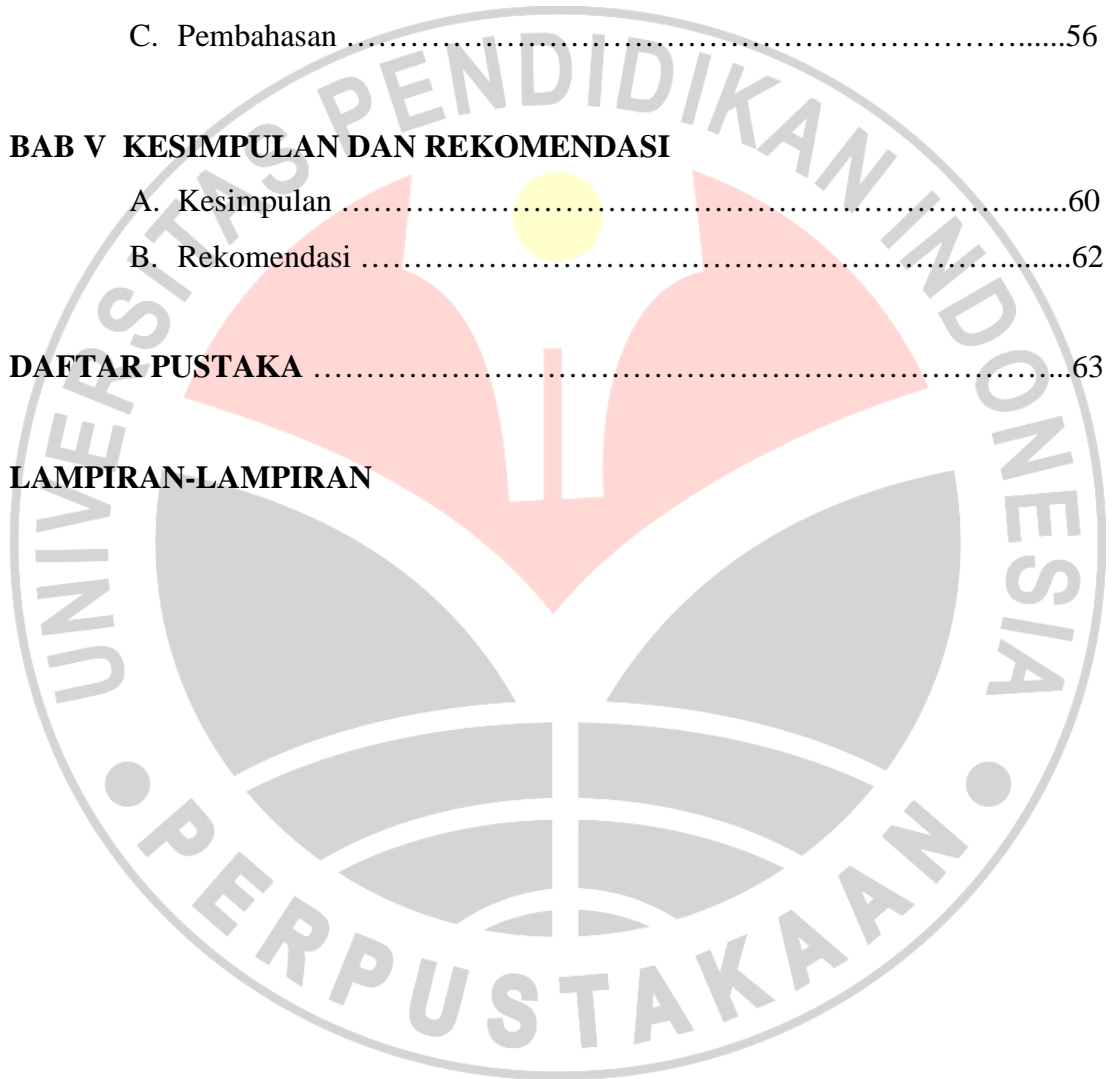 C. Pembahasan ……………………………………………………......56
BAB V KESIMPULAN DAN REKOMENDASI
A. Kesimpulan ……………………………………………………......60
B. Rekomendasi …………………………………………………........62
DAFTAR PUSTAKA ……………………………………………………………...63
LAMPIRAN-LAMPIRAN
UNIVERSITAS PENDIDIKAN INDONESIA
PERPUSTAKAAN